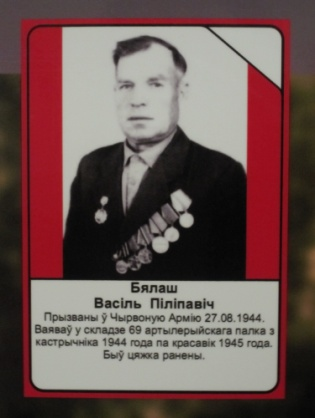 Бялаш
Васіль Піліпавіч
Прызваны ў Чырвоную Армію 27.08.1944.
Ваяваў у складзе 69 артылерыйскага палка з
кастрычніка 1944 года па красавік 1945 года.
Быў цяжка ранены.